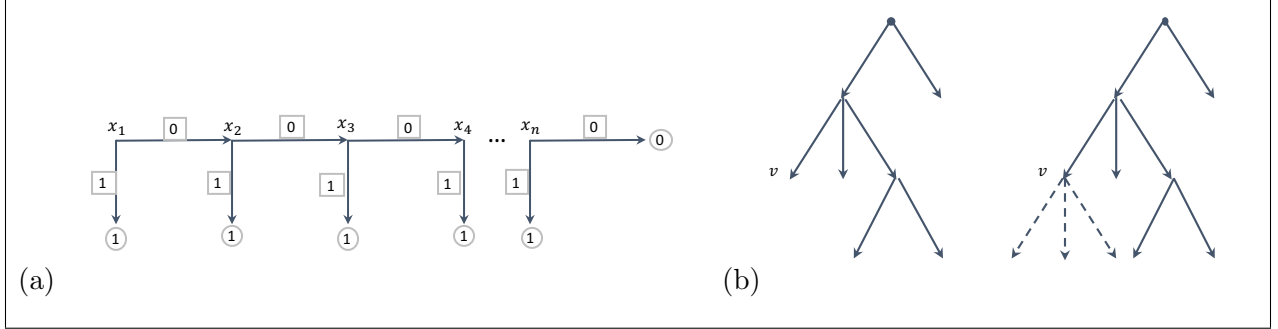 x₁ 0 x₂ 0 x₃ 0 x₄ ... xₙ 0 0
1 1 1 1 1
1 1 1 1 1
(a)
v v
(b)